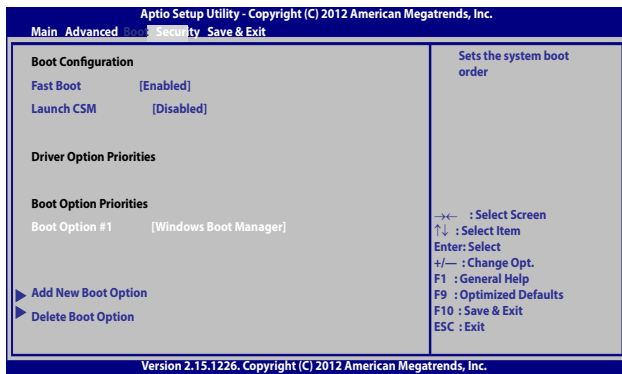 Aptio Setup Utility - Copyright (C) 2012 American Megatrends, Inc.
Main Advanced Boot Security Save & Exit
Boot Configuration
Fast Boot [Enabled]
Launch CSM [Disabled]
Driver Option Priorities
Boot Option Priorities
Boot Option #1 [Windows Boot Manager]
Add New Boot Option
Delete Boot Option
Sets the system boot
order
→← : Select Screen
↑↓ : Select Item
Enter: Select
+/— : Change Opt.
F1 : General Help
F9 : Optimized Defaults
F10 : Save & Exit
ESC : Exit
Version 2.15.1226. Copyright (C) 2012 American Megatrends, Inc.